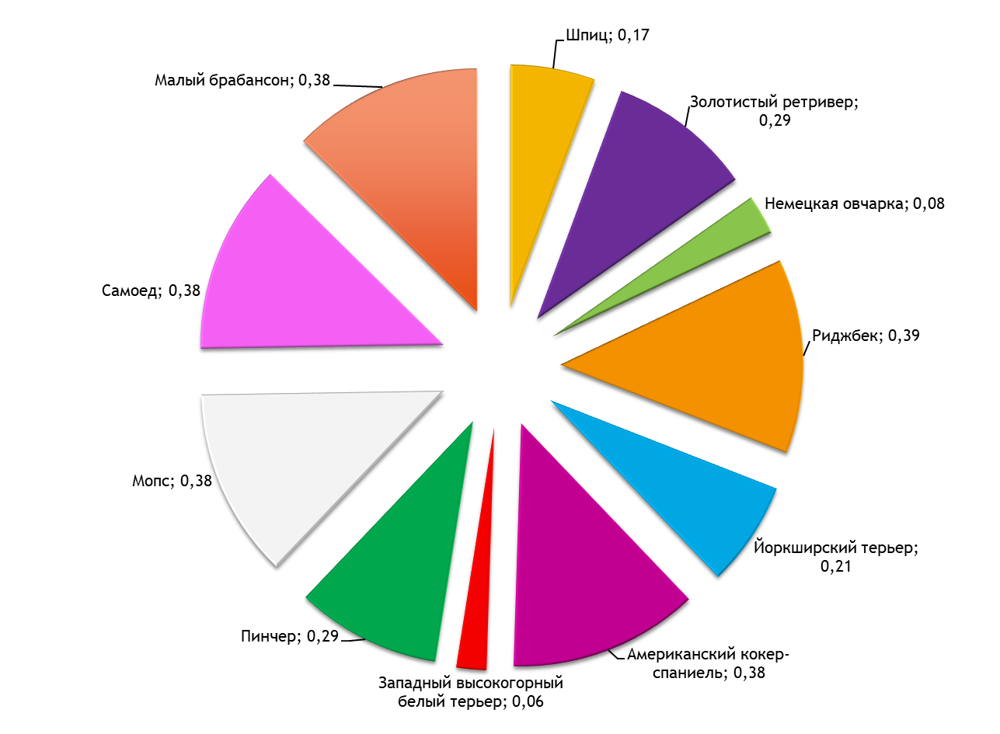 Шпиц; 0,17
Золотистый ретривер;
0,29
Немецкая овчарка; 0,08
Риджбек; 0,39
Йоркширский терьер;
0,21
Американский кокер-
спаниель; 0,38
Западный высокогорный
белый терьер; 0,06
Пинчер; 0,29
Мопс; 0,38
Самоед; 0,38
Малый брабансон; 0,38